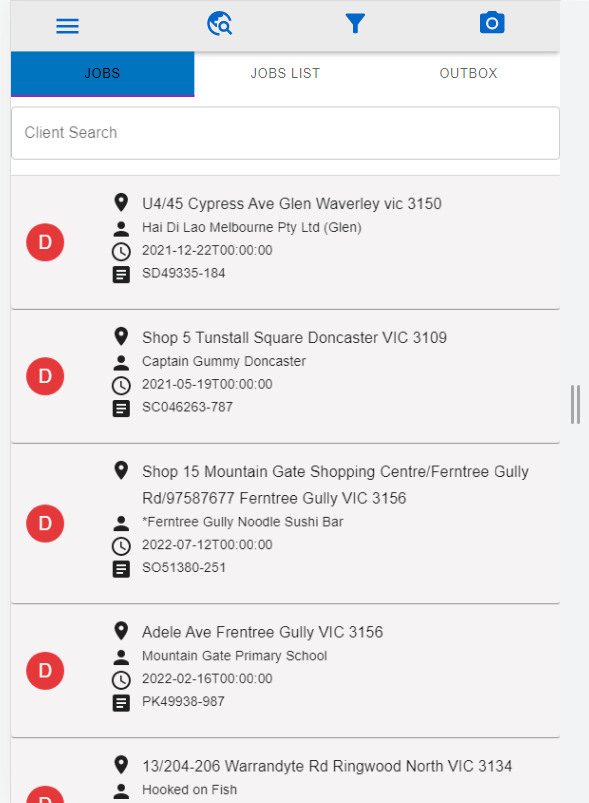 JOBS
JOBS LIST
OUTBOX
Client Search
D
U4/45 Cypress Ave Glen Waverley vic 3150
Hai Di Lao Melbourne Pty Ltd (Glen)
2021-12-22T00:00:00
SD49335-184
D
Shop 5 Tunstall Square Doncaster VIC 3109
Captain Gummy Doncaster
2021-05-19T00:00:00
SC046263-787
D
Shop 15 Mountain Gate Shopping Centre/Ferntree Gully
Rd/97587677 Ferntree Gully VIC 3156
*Ferntree Gully Noodle Sushi Bar
2022-07-12T00:00:00
SO51380-251
D
Adele Ave Frentree Gully VIC 3156
Mountain Gate Primary School
2022-02-16T00:00:00
PK49938-987
D
13/204-206 Warrandyte Rd Ringwood North VIC 3134
Hooked on Fish